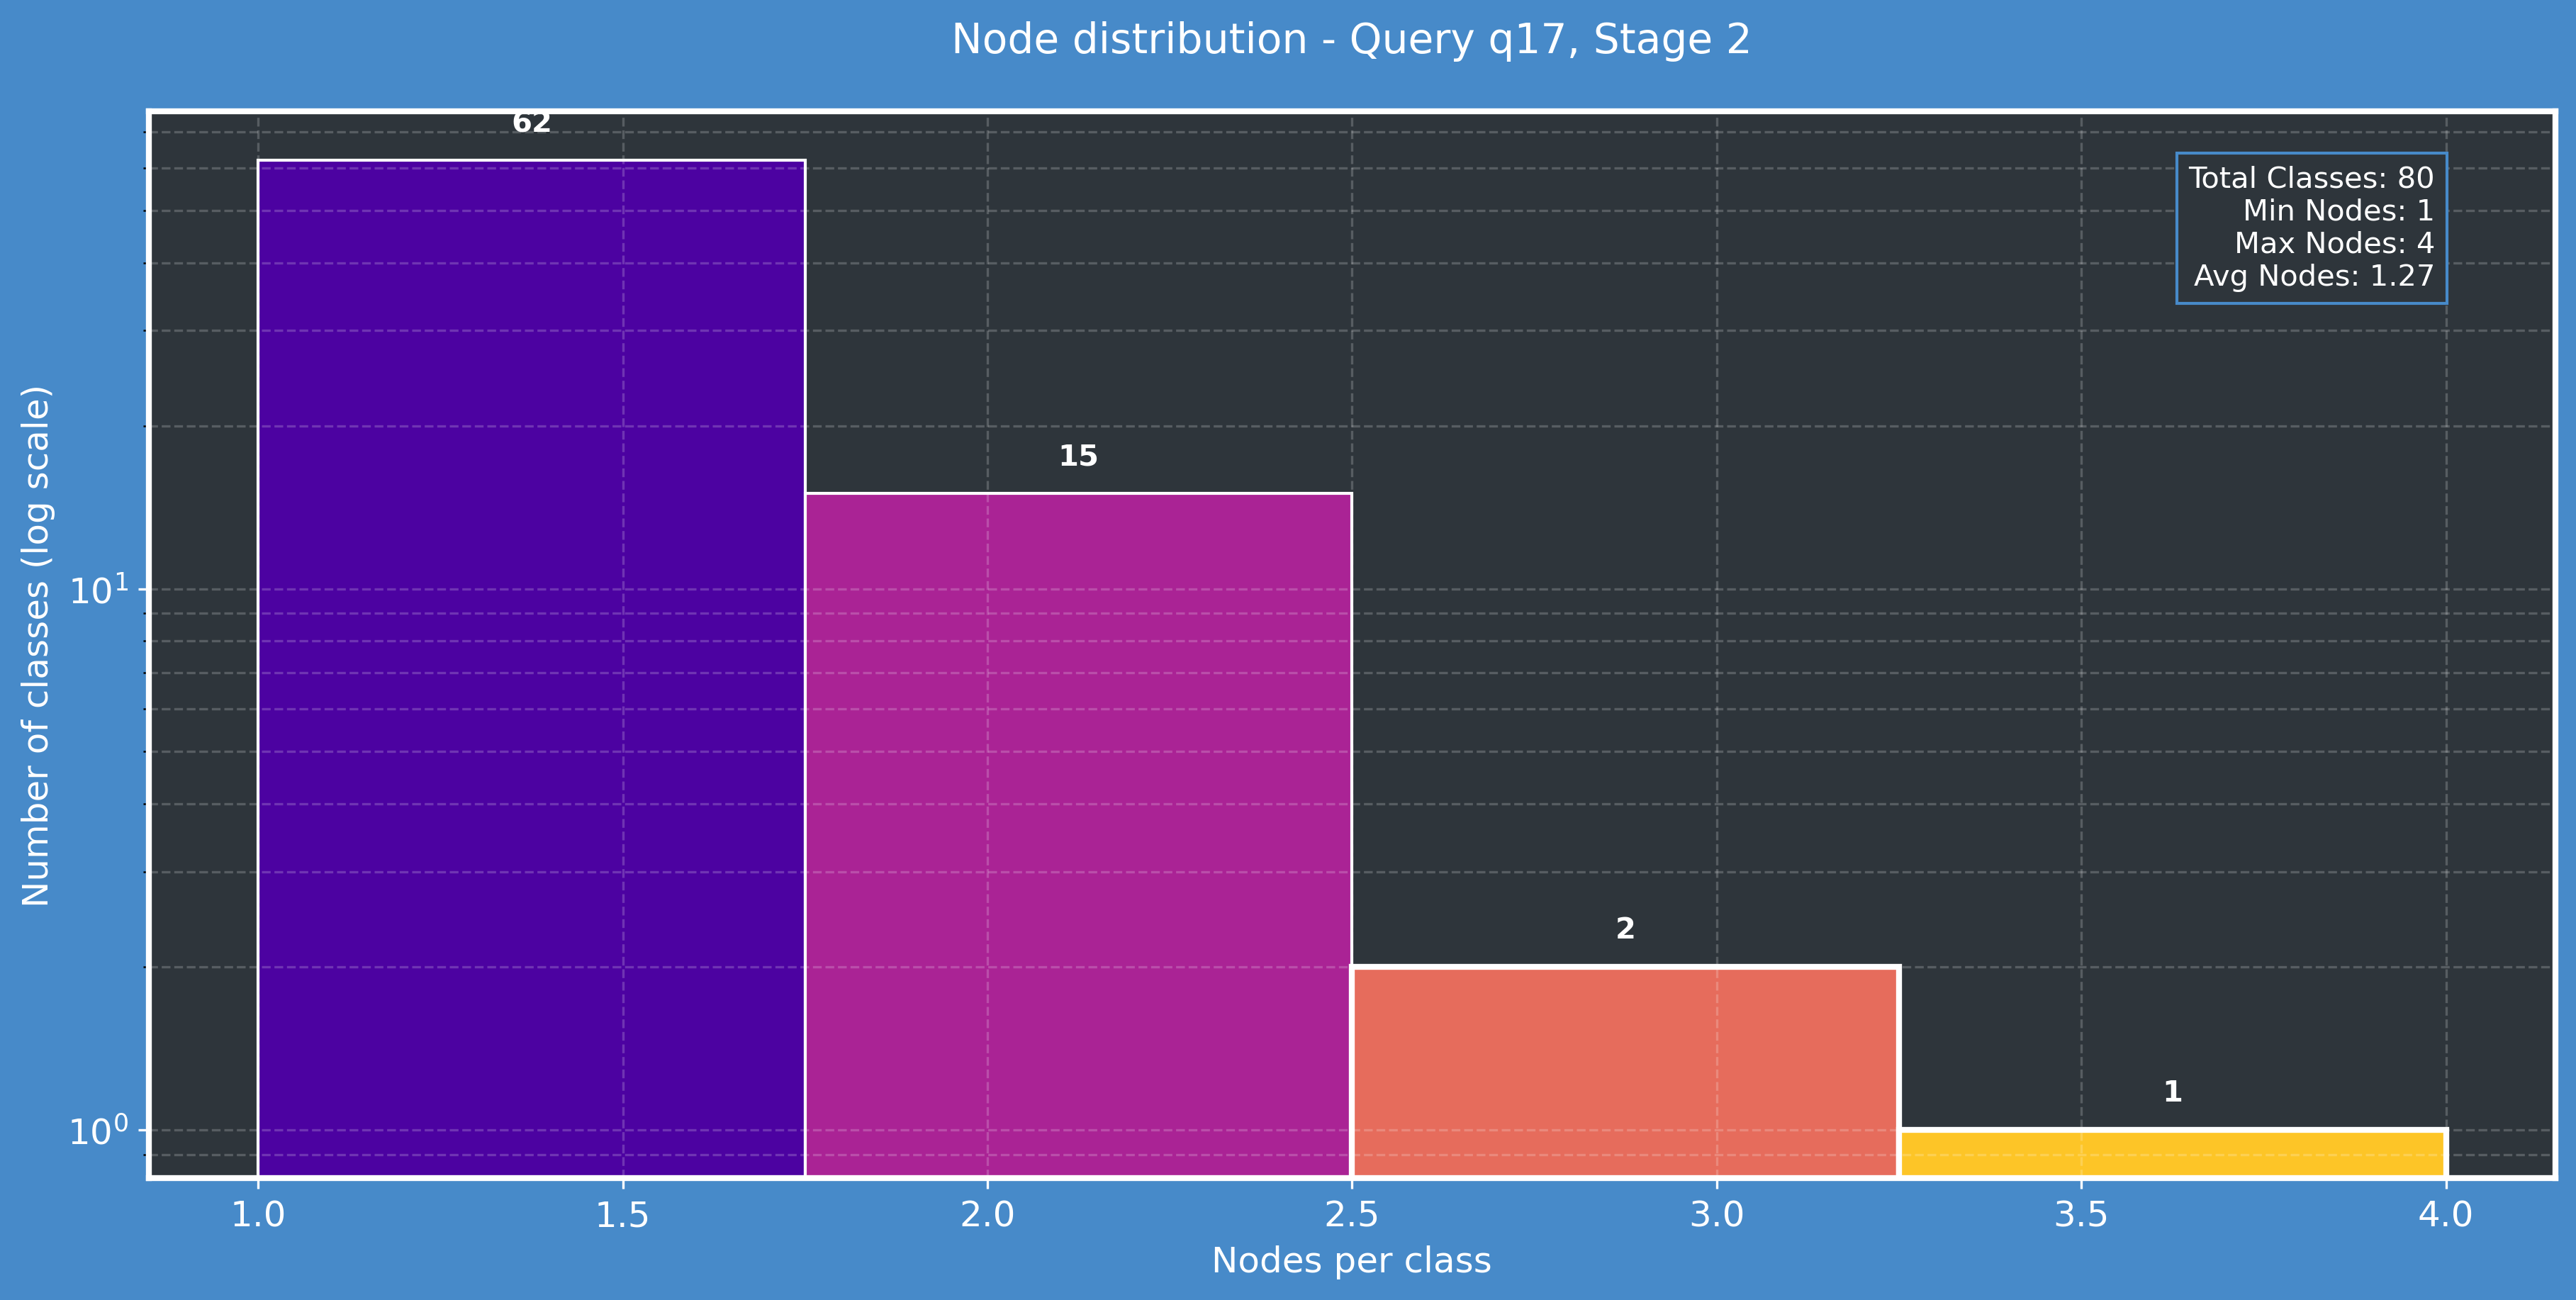 Node distribution - Query q17, Stage 2
62
Total Classes: 80
Min Nodes: 1
Max Nodes: 4
Avg Nodes: 1.27
15
2
1
Number of classes (log scale)
10¹
10⁰
1.0 1.5 2.0 2.5 3.0 3.5 4.0
Nodes per class